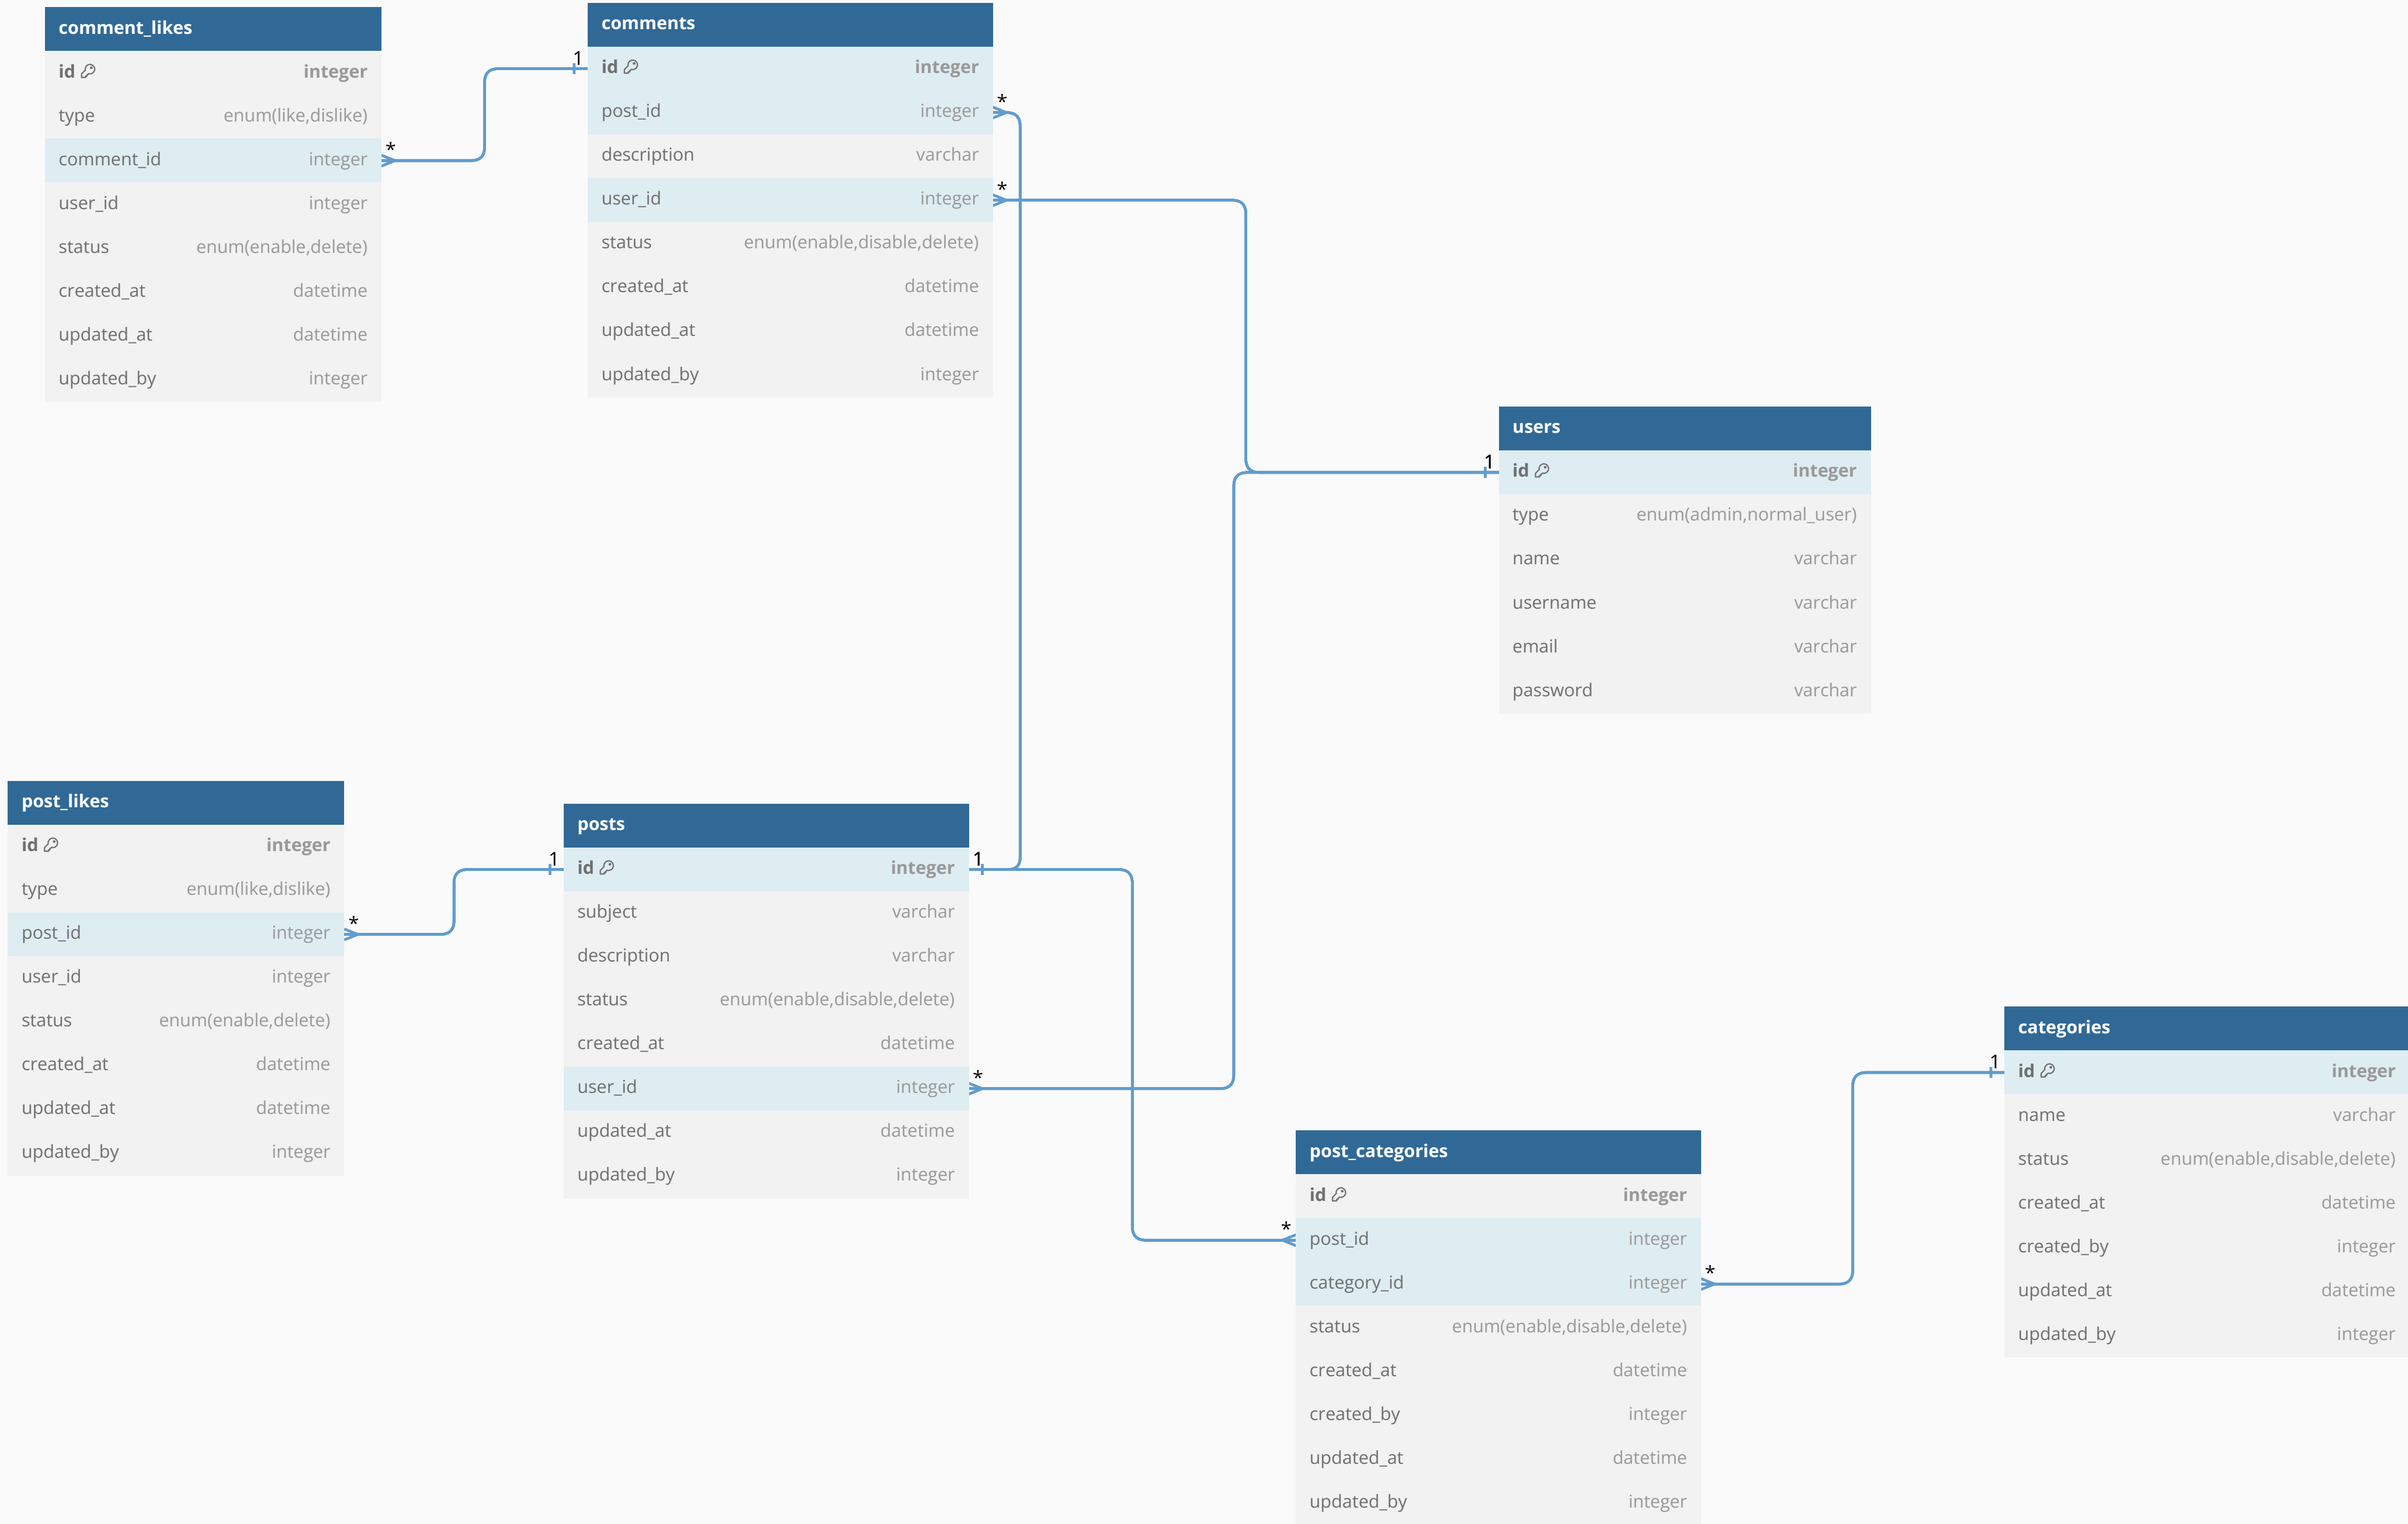 comment_likes
id integer
type enum(like,dislike)
comment_id integer
*
user_id integer
status enum(enable,delete)
created_at datetime
updated_at datetime
updated_by integer
comments
1
id integer
post_id integer
*
description varchar
user_id integer
*
status enum(enable,disable,delete)
created_at datetime
updated_at datetime
updated_by integer
users
1
id integer
type enum(admin,normal_user)
name varchar
username varchar
email varchar
password varchar
post_likes
id integer
type enum(like,dislike)
post_id integer
*
user_id integer
status enum(enable,delete)
created_at datetime
updated_at datetime
updated_by integer
posts
1
id integer
1
subject varchar
description varchar
status enum(enable,disable,delete)
created_at datetime
user_id integer
*
updated_at datetime
updated_by integer
post_categories
id integer
*
post_id integer
category_id integer
*
status enum(enable,disable,delete)
created_at datetime
created_by integer
updated_at datetime
updated_by integer
categories
1
id integer
name varchar
status enum(enable,disable,delete)
created_at datetime
created_by integer
updated_at datetime
updated_by integer